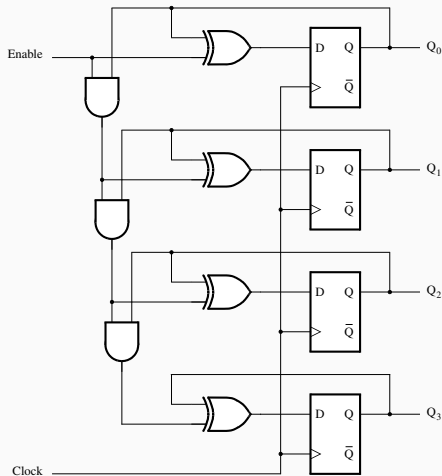 D Q Q₀
Enable
Q̅
D Q Q₁
Q̅
D Q Q₂
Q̅
D Q Q₃
Q̅
Clock